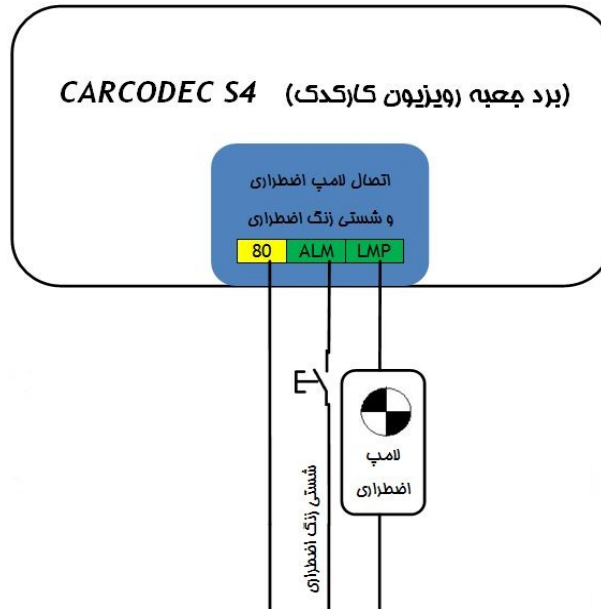 CARCODEC S4 (برد جعبه رویزیون کارکدک)
اتصال لامپ اضطراری
و شستی زنگ اضطراری
80 ALM LMP
لامپ
اضطراری
شستی زنگ اضطراری